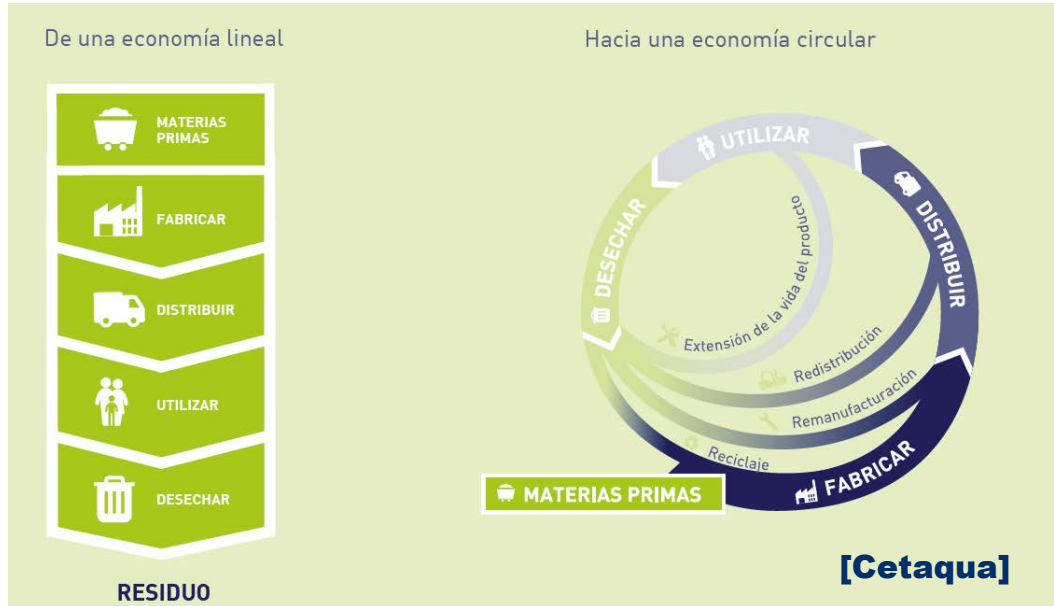 De una economía lineal
MATERIAS
PRIMAS
FABRICAR
DISTRIBUIR
UTILIZAR
DESECHAR
RESIDUO
Hacia una economía circular
UTILIZAR
DISTRIBUIR
DESECHAR
Extensión de la vida del producto
Redistribución
Remanufacturación
Reciclaje
MATERIAS PRIMAS
FABRICAR
[Cetaqua]